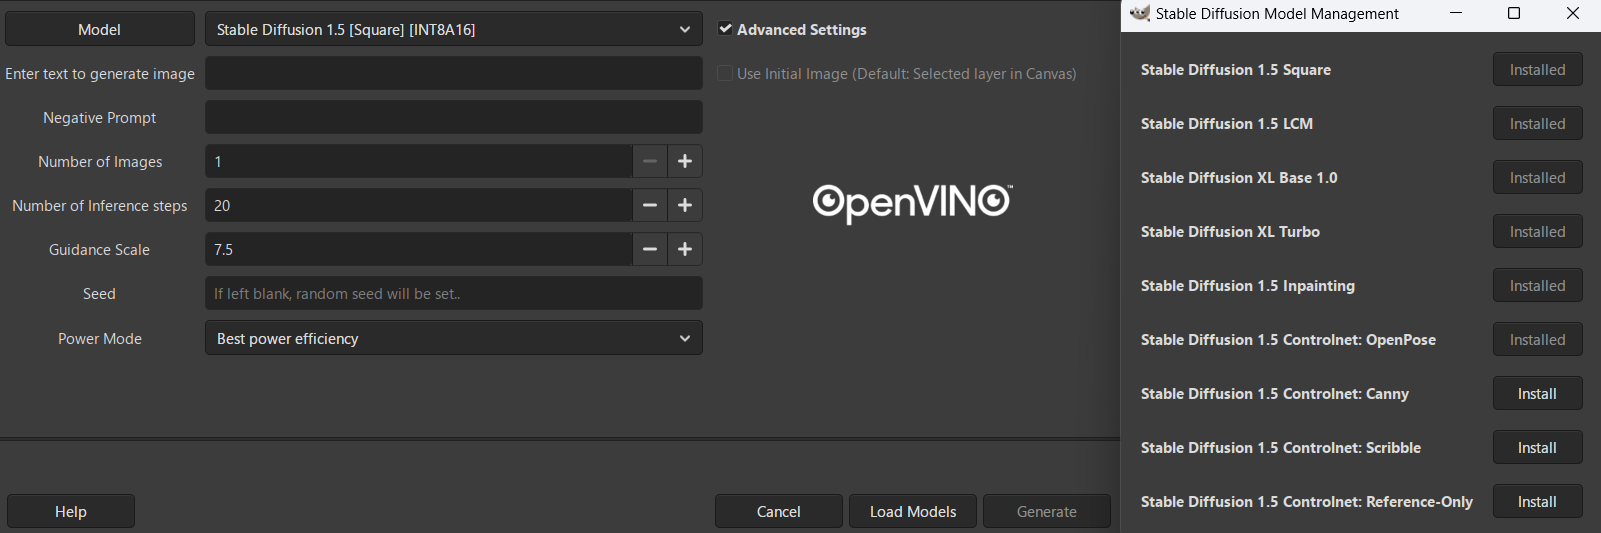 Model
Stable Diffusion 1.5 [Square] [INT8A16]
Advanced Settings
Enter text to generate image
Use Initial Image (Default: Selected layer in Canvas)
Negative Prompt
Number of Images
1
Number of Inference steps
20
Guidance Scale
7.5
Seed
If left blank, random seed will be set..
Power Mode
Best power efficiency
OpenVINO™
Help
Cancel
Load Models
Generate
Stable Diffusion Model Management
Stable Diffusion 1.5 Square
Installed
Stable Diffusion 1.5 LCM
Installed
Stable Diffusion XL Base 1.0
Installed
Stable Diffusion XL Turbo
Installed
Stable Diffusion 1.5 Inpainting
Installed
Stable Diffusion 1.5 Controlnet: OpenPose
Installed
Stable Diffusion 1.5 Controlnet: Canny
Install
Stable Diffusion 1.5 Controlnet: Scribble
Install
Stable Diffusion 1.5 Controlnet: Reference-Only
Install